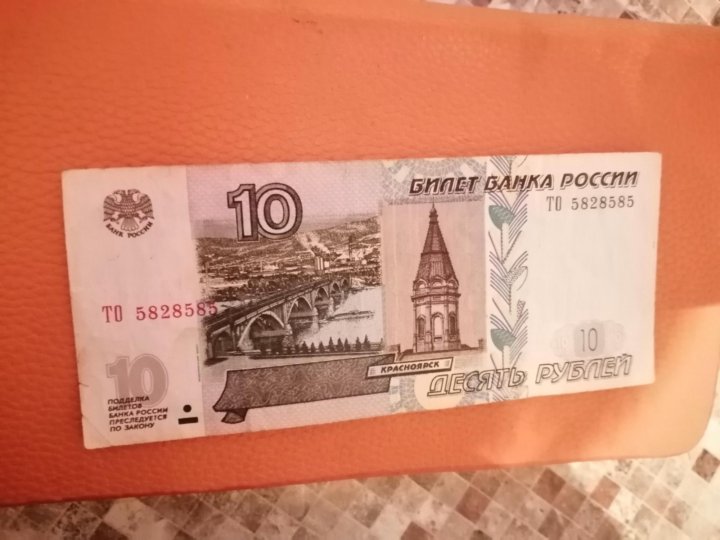 БИЛЕТ БАНКА РОССИИ
ТО 5828585
10
БАНК РОССИИ
ТО 5828585
10
КРАСНОЯРСК
10
ДЕСЯТЬ РУБЛЕЙ
ПОДДЕЛКА
БИЛЕТОВ
БАНКА РОССИИ
ПРЕСЛЕДУЕТСЯ
ПО ЗАКОНУ